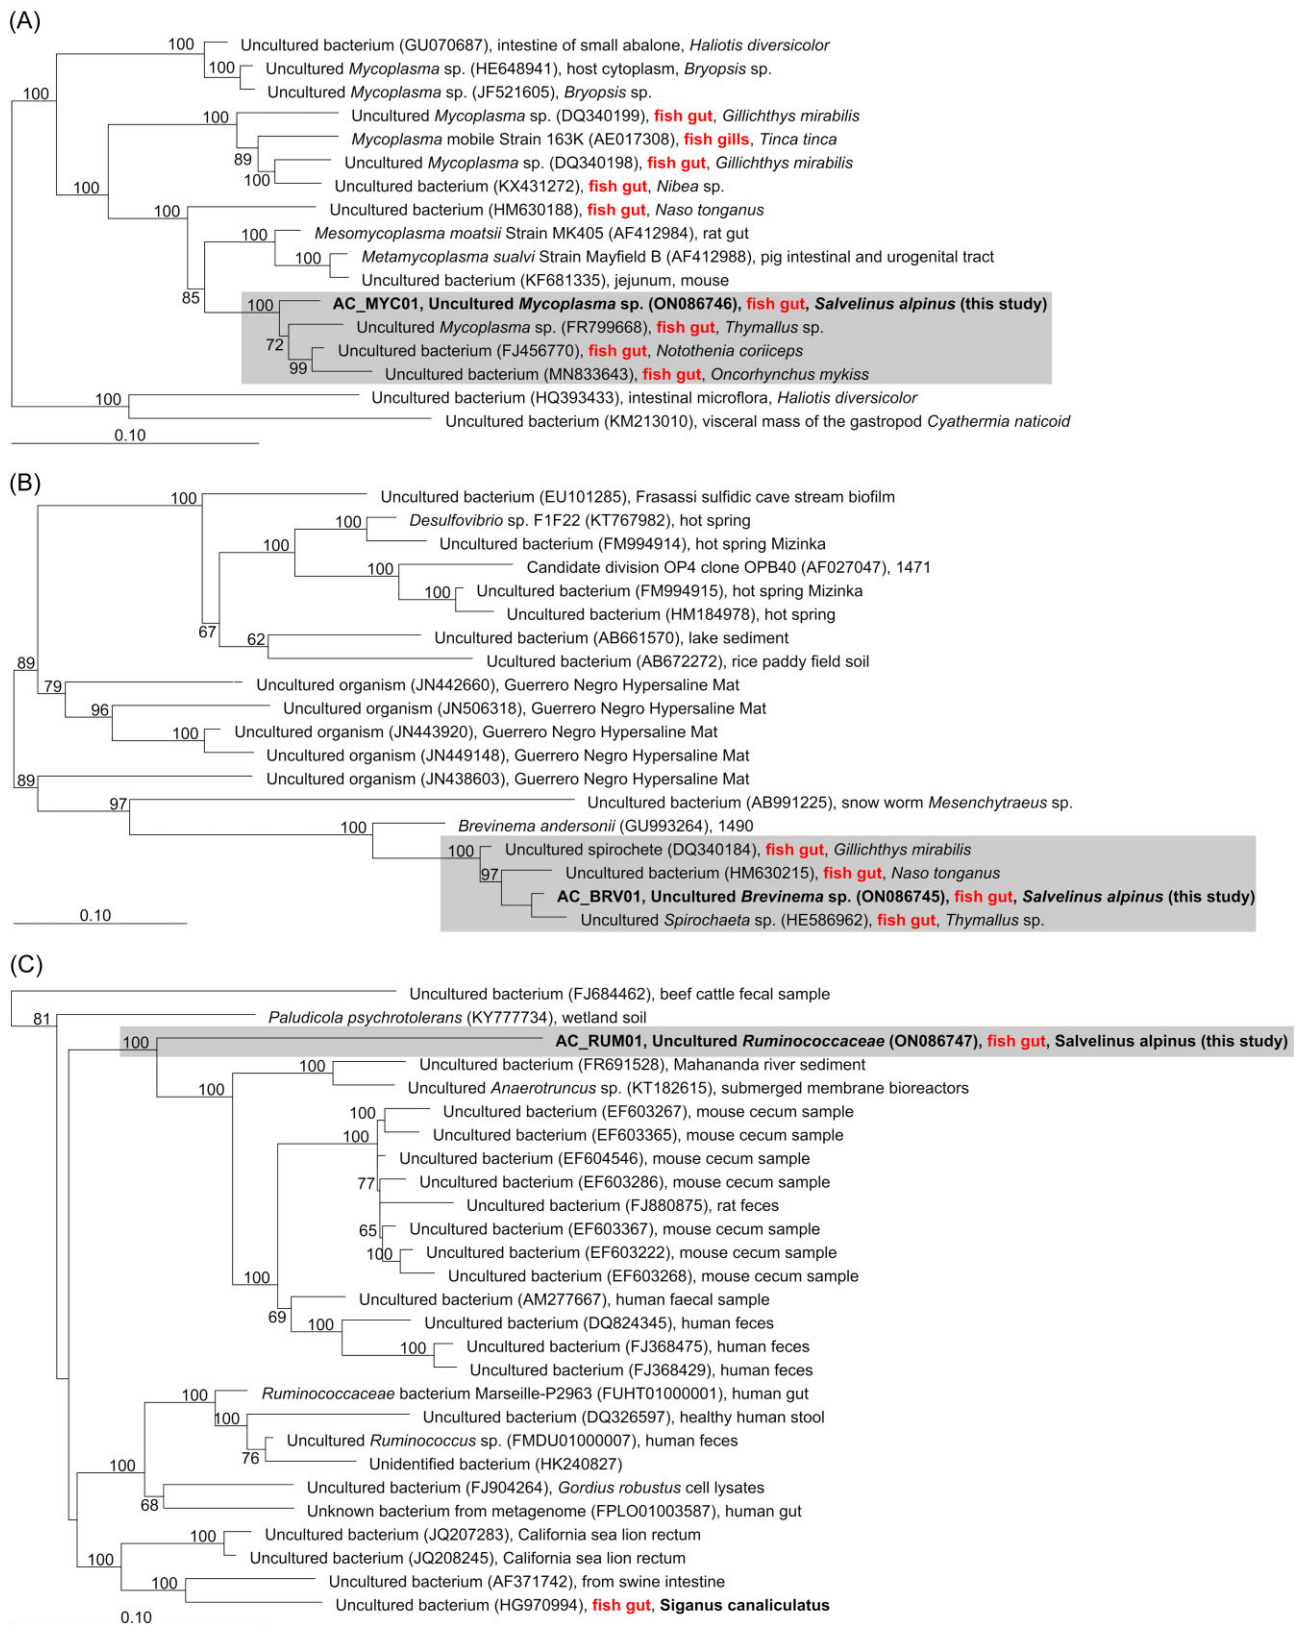 (A)
100 Uncultured bacterium (GU070687), intestine of small abalone, Haliotis diversicolor
100 Uncultured Mycoplasma sp. (HE648941), host cytoplasm, Bryopsis sp.
Uncultured Mycoplasma sp. (JF521605), Bryopsis sp.
100
Uncultured Mycoplasma sp. (DQ340199), fish gut, Gillichthys mirabilis
100
Mycoplasma mobile Strain 163K (AE017308), fish gills, Tinca tinca
89 Uncultured Mycoplasma sp. (DQ340198), fish gut, Gillichthys mirabilis
100 Uncultured bacterium (KX431272), fish gut, Nibea sp.
100
Uncultured bacterium (HM630188), fish gut, Naso tonganus
100
Mesomycoplasma moatsii Strain MK405 (AF412984), rat gut
100
Metamycoplasma sualvi Strain Mayfield B (AF412988), pig intestinal and urogenital tract
100
Uncultured bacterium (KF681335), jejunum, mouse
85
100 AC_MYC01, Uncultured Mycoplasma sp. (ON086746), fish gut, Salvelinus alpinus (this study)
Uncultured Mycoplasma sp. (FR799668), fish gut, Thymallus sp.
72 Uncultured bacterium (FJ456770), fish gut, Notothenia coriiceps
99 Uncultured bacterium (MN833643), fish gut, Oncorhynchus mykiss
100 Uncultured bacterium (HQ393433), intestinal microflora, Haliotis diversicolor
Uncultured bacterium (KM213010), visceral mass of the gastropod Cyathermia naticoid
0.10
(B)
100 Uncultured bacterium (EU101285), Frasassi sulfidic cave stream biofilm
100 Desulfovibrio sp. F1F22 (KT767982), hot spring
100 Uncultured bacterium (FM994914), hot spring Mizinka
100 Candidate division OP4 clone OPB40 (AF027047), 1471
100 Uncultured bacterium (FM994915), hot spring Mizinka
Uncultured bacterium (HM184978), hot spring
67 62 Uncultured bacterium (AB661570), lake sediment
Ucultured bacterium (AB672272), rice paddy field soil
89
79 Uncultured organism (JN442660), Guerrero Negro Hypersaline Mat
96 Uncultured organism (JN506318), Guerrero Negro Hypersaline Mat
100 Uncultured organism (JN443920), Guerrero Negro Hypersaline Mat
Uncultured organism (JN449148), Guerrero Negro Hypersaline Mat
89 Uncultured organism (JN438603), Guerrero Negro Hypersaline Mat
97 Uncultured bacterium (AB991225), snow worm Mesenchytraeus sp.
100 Brevinema andersonii (GU993264), 1490
100 Uncultured spirochete (DQ340184), fish gut, Gillichthys mirabilis
97 Uncultured bacterium (HM630215), fish gut, Naso tonganus
AC_BRV01, Uncultured Brevinema sp. (ON086745), fish gut, Salvelinus alpinus (this study)
Uncultured Spirochaeta sp. (HE586962), fish gut, Thymallus sp.
0.10
(C)
Uncultured bacterium (FJ684462), beef cattle fecal sample
81 Paludicola psychrotolerans (KY777734), wetland soil
100 AC_RUM01, Uncultured Ruminococcaceae (ON086747), fish gut, Salvelinus alpinus (this study)
100 Uncultured bacterium (FR691528), Mahananda river sediment
100 Uncultured Anaerotruncus sp. (KT182615), submerged membrane bioreactors
100 Uncultured bacterium (EF603267), mouse cecum sample
100 Uncultured bacterium (EF603365), mouse cecum sample
Uncultured bacterium (EF604546), mouse cecum sample
77 Uncultured bacterium (EF603286), mouse cecum sample
Uncultured bacterium (FJ880875), rat feces
65 Uncultured bacterium (EF603367), mouse cecum sample
100 Uncultured bacterium (EF603222), mouse cecum sample
Uncultured bacterium (EF603268), mouse cecum sample
100
Uncultured bacterium (AM277667), human faecal sample
69 100 Uncultured bacterium (DQ824345), human feces
100 Uncultured bacterium (FJ368475), human feces
Uncultured bacterium (FJ368429), human feces
100 Ruminococcaceae bacterium Marseille-P2963 (FUHT01000001), human gut
100 Uncultured bacterium (DQ326597), healthy human stool
Uncultured Ruminococcus sp. (FMDU01000007), human feces
76 Unidentified bacterium (HK240827)
100
Uncultured bacterium (FJ904264), Gordius robustus cell lysates
68 Unknown bacterium from metagenome (FPLO01003587), human gut
100 Uncultured bacterium (JQ207283), California sea lion rectum
100 Uncultured bacterium (JQ208245), California sea lion rectum
100 Uncultured bacterium (AF371742), from swine intestine
Uncultured bacterium (HG970994), fish gut, Siganus canaliculatus
0.10